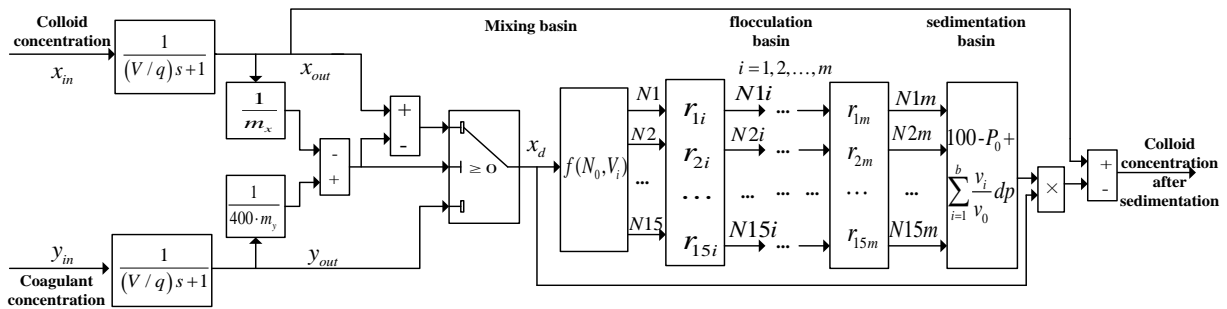 Colloid
concentration
x_in
1
(V / q) s + 1
x_out
1
m_x
-
+
1
400 · m_y
y_in
Coagulant
concentration
1
(V / q) s + 1
y_out
+
-
Mixing basin
≥ 0
x_d
f(N_0, V_i)
N1
N2
...
N15
flocculation
basin
i = 1, 2, ..., m
r_1i
r_2i
...
r_15i
N1i ...
N2i ...
... ...
N15i ...
r_1m
r_2m
...
r_15m
sedimentation
basin
N1m
N2m
...
N15m
100 - P_0 +
∑_{i=1}^{b} v_i / v_0 dp
×
+
-
Colloid
concentration
after
sedimentation